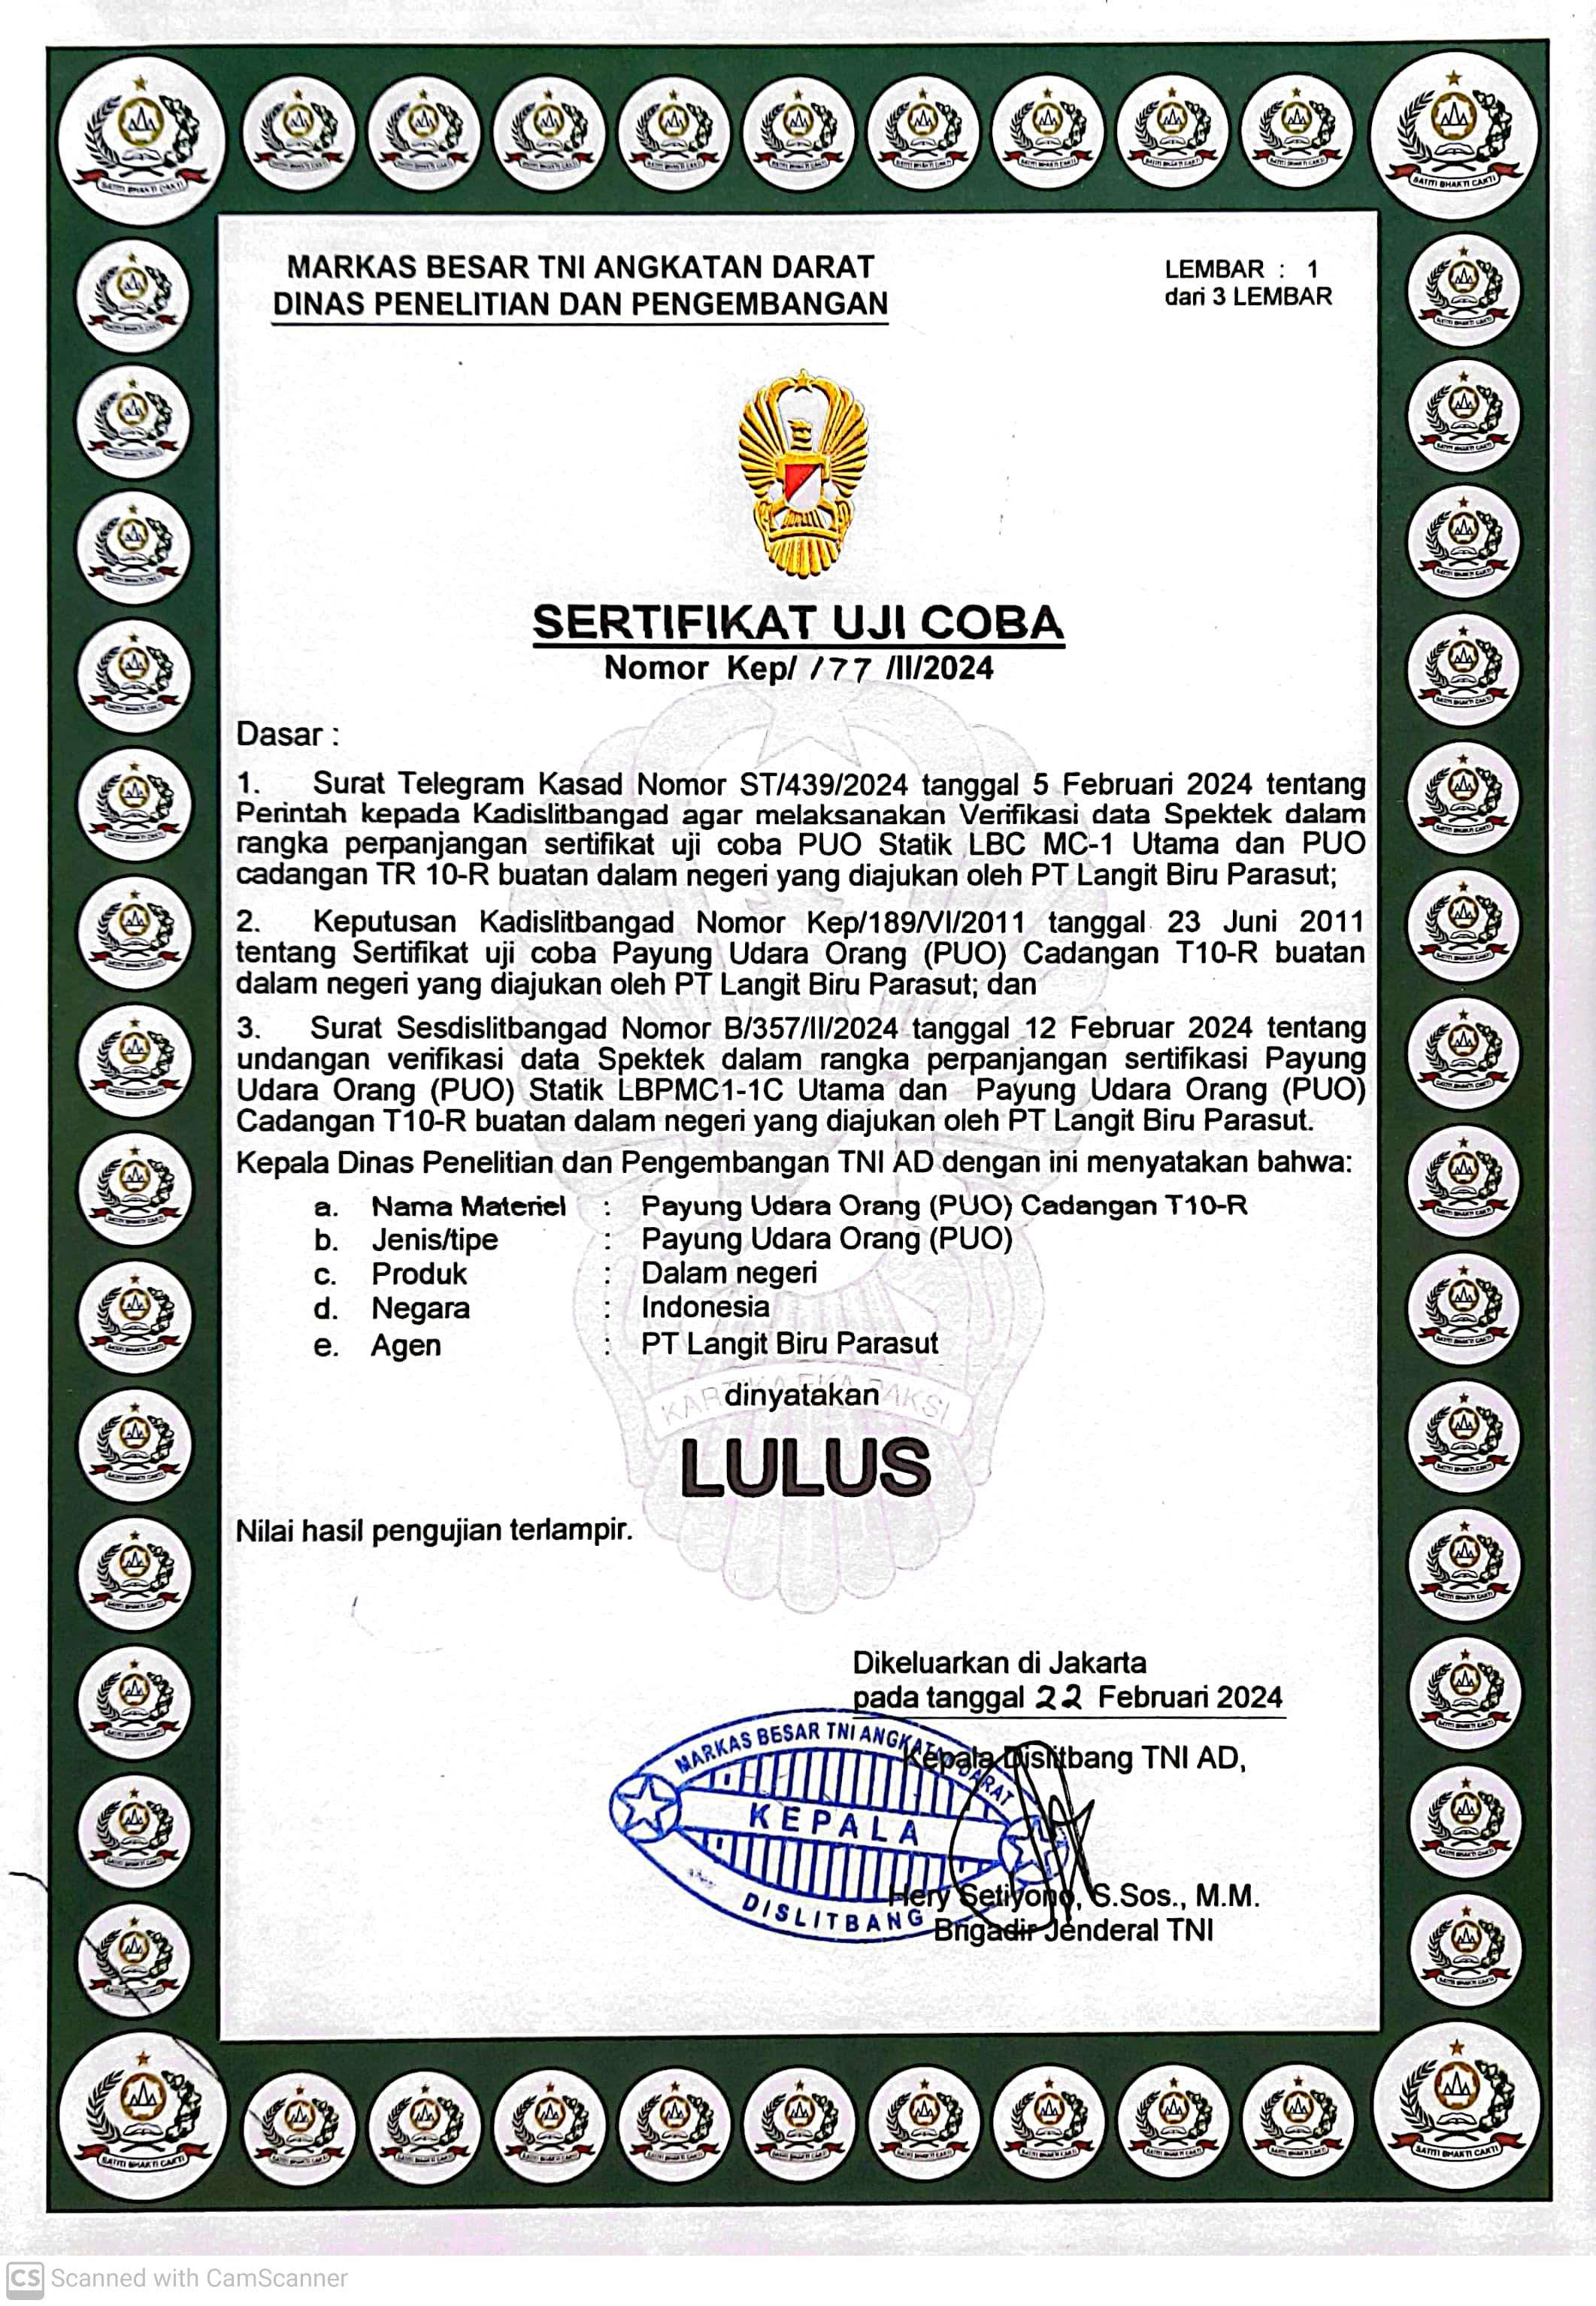 MARKAS BESAR TNI ANGKATAN DARAT
DINAS PENELITIAN DAN PENGEMBANGAN
LEMBAR : 1
dari 3 LEMBAR
SERTIFIKAT UJI COBA
Nomor Kep/ 177 /II/2024
Dasar :
1. Surat Telegram Kasad Nomor ST/439/2024 tanggal 5 Februari 2024 tentang
Perintah kepada Kadislitbangad agar melaksanakan Verifikasi data Spektek dalam
rangka perpanjangan sertifikat uji coba PUO Statik LBC MC-1 Utama dan PUO
cadangan TR 10-R buatan dalam negeri yang diajukan oleh PT Langit Biru Parasut;
2. Keputusan Kadislitbangad Nomor Kep/189/VI/2011 tanggal 23 Juni 2011
tentang Sertifikat uji coba Payung Udara Orang (PUO) Cadangan T10-R buatan
dalam negeri yang diajukan oleh PT Langit Biru Parasut; dan
3. Surat Sesdislitbangad Nomor B/357/II/2024 tanggal 12 Februar 2024 tentang
undangan verifikasi data Spektek dalam rangka perpanjangan sertifikasi Payung
Udara Orang (PUO) Statik LBPMC1-1C Utama dan Payung Udara Orang (PUO)
Cadangan T10-R buatan dalam negeri yang diajukan oleh PT Langit Biru Parasut.
Kepala Dinas Penelitian dan Pengembangan TNI AD dengan ini menyatakan bahwa:
a. Nama Materiel : Payung Udara Orang (PUO) Cadangan T10-R
b. Jenis/tipe : Payung Udara Orang (PUO)
c. Produk : Dalam negeri
d. Negara : Indonesia
e. Agen : PT Langit Biru Parasut
KARTIKA EKA PAKSI
dinyatakan
LULUS
Nilai hasil pengujian terlampir.
Dikeluarkan di Jakarta
pada tanggal 22 Februari 2024
Kepala Dislitbang TNI AD,
MARKAS BESAR TNI ANGKATAN DARAT
KEPALA
DISLITBANG
Hery Setiyono, S.Sos., M.M.
Brigadir Jenderal TNI
SATITI BHAKTI CAKTI
CS Scanned with CamScanner